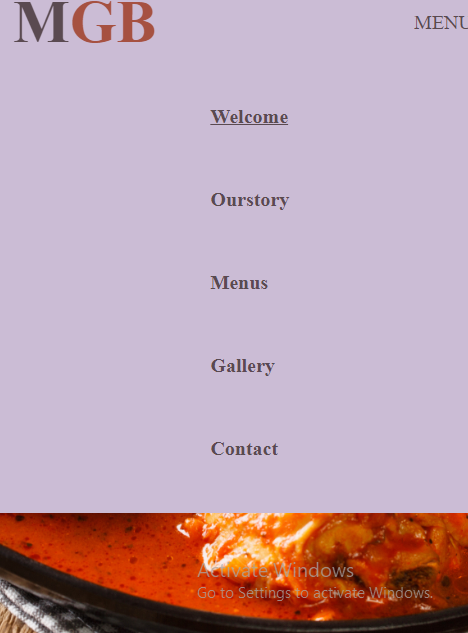 MGB
MENU
Welcome
Ourstory
Menus
Gallery
Contact
Activate Windows
Go to Settings to activate Windows.